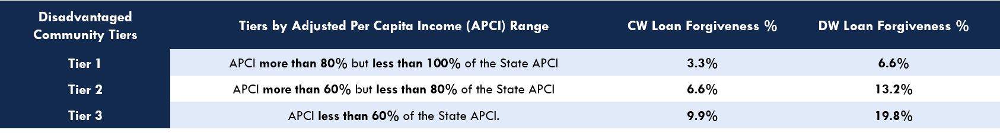 Disadvantaged
Community Tiers
Tiers by Adjusted Per Capita Income (APCI) Range
CW Loan Forgiveness %
DW Loan Forgiveness %
Tier 1
APCI more than 80% but less than 100% of the State APCI
3.3%
6.6%
Tier 2
APCI more than 60% but less than 80% of the State APCI
6.6%
13.2%
Tier 3
APCI less than 60% of the State APCI.
9.9%
19.8%